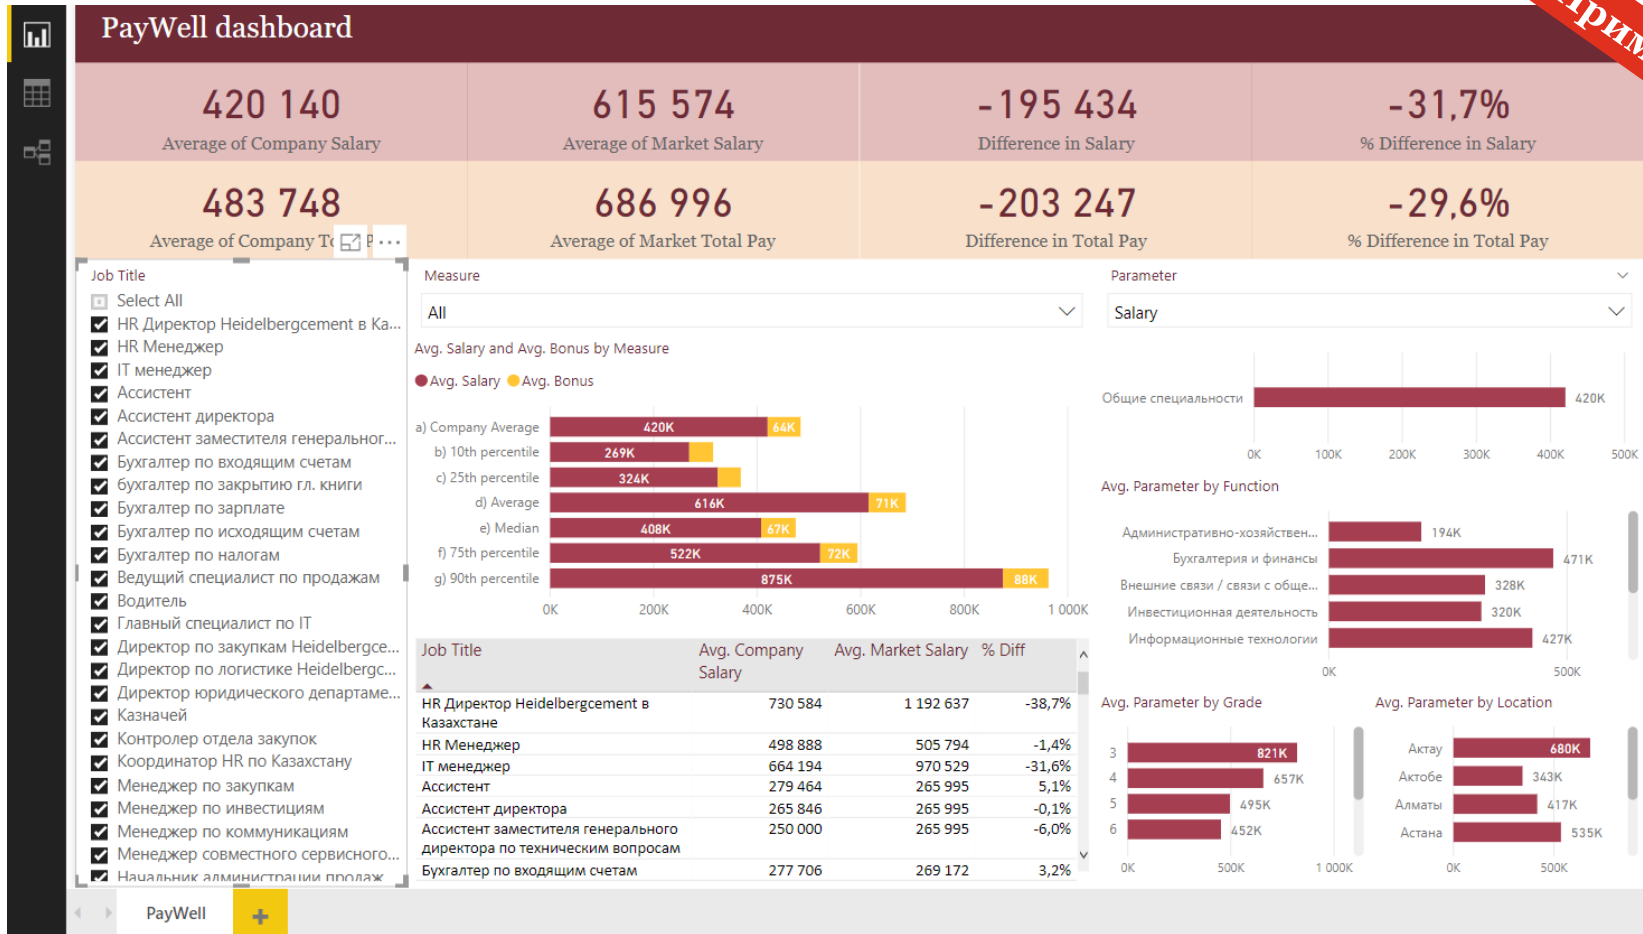 PayWell dashboard
420 140
Average of Company Salary
615 574
Average of Market Salary
-195 434
Difference in Salary
-31,7%
% Difference in Salary
483 748
Average of Company
686 996
Average of Market Total Pay
-203 247
Difference in Total Pay
-29,6%
% Difference in Total Pay
Job Title
Select All
HR Директор Heidelbergcement в Ka...
HR Менеджер
IT менеджер
Ассистент
Ассистент директора
Ассистент заместителя генеральног...
Бухгалтер по входящим счетам
бухгалтер по закрытию гл. книги
Бухгалтер по зарплате
Бухгалтер по исходящим счетам
Бухгалтер по налогам
Ведущий специалист по продажам
Водитель
Главный специалист по IT
Директор по закупкам Heidelbergce...
Директор по логистике Heidelbergc...
Директор юридического департаме...
Казначей
Контролер отдела закупок
Координатор HR по Казахстану
Менеджер по закупкам
Менеджер по инвестициям
Менеджер по коммуникациям
Менеджер совместного сервисного...
Начальник администрации продаж
Measure
All
Avg. Salary and Avg. Bonus by Measure
Avg. Salary Avg. Bonus
a) Company Average 420K 64K
b) 10th percentile 269K
c) 25th percentile 324K
d) Average 616K 71K
e) Median 408K 67K
f) 75th percentile 522K 72K
g) 90th percentile 875K 88K
0K 200K 400K 600K 800K 1 000K
Job Title Avg. Company Avg. Market Salary % Diff
Salary
HR Директор Heidelbergcement в 730 584 1 192 637 -38,7%
Казахстане
HR Менеджер 498 888 505 794 -1,4%
IT менеджер 664 194 970 529 -31,6%
Ассистент 279 464 265 995 5,1%
Ассистент директора 265 846 265 995 -0,1%
Ассистент заместителя генерального 250 000 265 995 -6,0%
директора по техническим вопросам
Бухгалтер по входящим счетам 277 706 269 172 3,2%
Parameter
Salary
Общие специальности 420K
0K 100K 200K 300K 400K 500K
Avg. Parameter by Function
Административно-хозяйствен... 194K
Бухгалтерия и финансы 471K
Внешние связи / связи с обще... 328K
Инвестиционная деятельность 320K
Информационные технологии 427K
0K 500K
Avg. Parameter by Grade
3 821K
4 657K
5 495K
6 452K
0K 500K 1 000K
Avg. Parameter by Location
Актау 680K
Актобе 343K
Алматы 417K
Астана 535K
0K 500K
PayWell